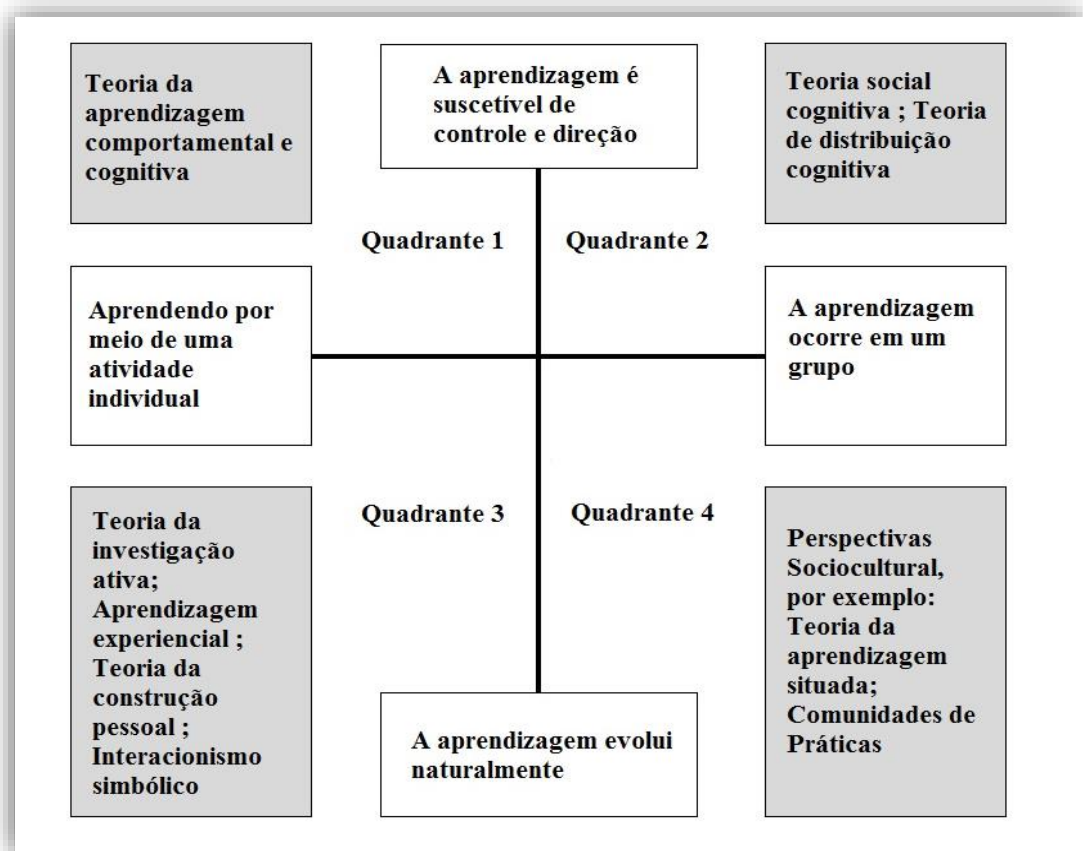 Teoria da
aprendizagem
comportamental e
cognitiva
A aprendizagem é
suscetível de
controle e direção
Teoria social
cognitiva ; Teoria
de distribuição
cognitiva
Quadrante 1
Quadrante 2
Aprendendo por
meio de uma
atividade
individual
A aprendizagem
ocorre em um
grupo
Quadrante 3
Quadrante 4
Teoria da
investigação
ativa;
Aprendizagem
experiencial ;
Teoria da
construção
pessoal ;
Interacionismo
simbólico
A aprendizagem evolui
naturalmente
Perspectivas
Sociocultural,
por exemplo:
Teoria da
aprendizagem
situada;
Comunidades de
Práticas